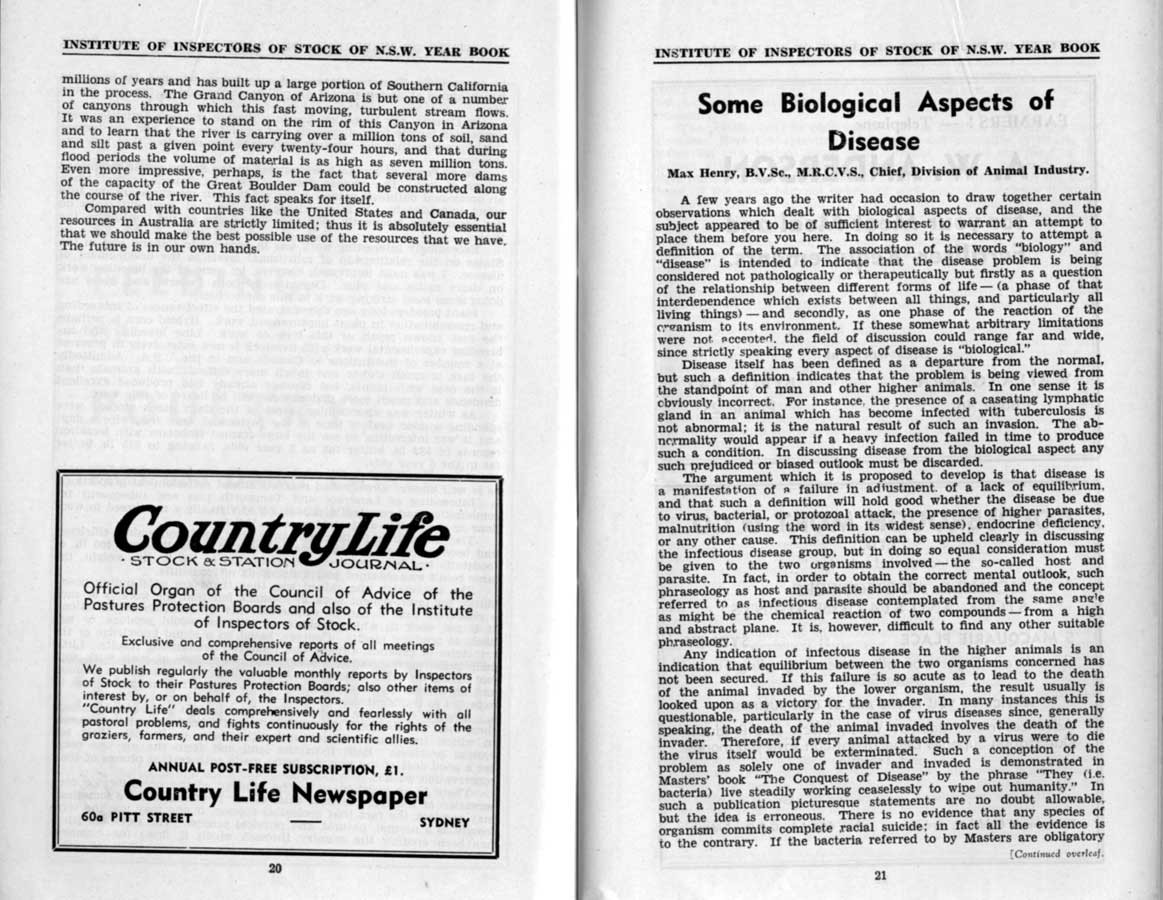 INSTITUTE OF INSPECTORS OF STOCK OF N.S.W. YEAR BOOK
millions of years and has built up a large portion of Southern California
in the process. The Grand Canyon of Arizona is but one of a number
of canyons through which this fast moving, turbulent stream flows.
It was an experience to stand on the rim of this Canyon in Arizona
and to learn that the river is carrying over a million tons of soil, sand
and silt past a given point every twenty-four hours, and that during
flood periods the volume of material is as high as seven million tons.
Even more impressive, perhaps, is the fact that several more dams
of the capacity of the Great Boulder Dam could be constructed along
the course of the river. This fact speaks for itself.
Compared with countries like the United States and Canada, our
resources in Australia are strictly limited; thus it is absolutely essential
that we should make the best possible use of the resources that we have.
The future is in our own hands.
Country Life
· STOCK & STATION JOURNAL ·
Official Organ of the Council of Advice of the
Pastures Protection Boards and also of the Institute
of Inspectors of Stock.
Exclusive and comprehensive reports of all meetings
of the Council of Advice.
We publish regularly the valuable monthly reports by Inspectors
of Stock to their Pastures Protection Boards; also other items of
interest by, or on behalf of, the Inspectors.
"Country Life" deals comprehensively and fearlessly with all
pastoral problems, and fights continuously for the rights of the
graziers, farmers, and their expert and scientific allies.
ANNUAL POST-FREE SUBSCRIPTION, £1.
Country Life Newspaper
60a PITT STREET — SYDNEY
20
INSTITUTE OF INSPECTORS OF STOCK OF N.S.W. YEAR BOOK
Some Biological Aspects of
Disease
Max Henry, B.V.Sc., M.R.C.V.S., Chief, Division of Animal Industry.
A few years ago the writer had occasion to draw together certain
observations which dealt with biological aspects of disease, and the
subject appeared to be of sufficient interest to warrant an attempt to
place them before you here. In doing so it is necessary to attempt a
definition of the term. The association of the words "biology" and
"disease" is intended to indicate that the disease problem is being
considered not pathologically or therapeutically but firstly as a question
of the relationship between different forms of life — (a phase of that
interdependence which exists between all things, and particularly all
living things) — and secondly, as one phase of the reaction of the
organism to its environment. If these somewhat arbitrary limitations
were not accepted, the field of discussion could range far and wide,
since strictly speaking every aspect of disease is "biological."
Disease itself has been defined as a departure from the normal,
but such a definition indicates that the problem is being viewed from
the standpoint of man and other higher animals. In one sense it is
obviously incorrect. For instance, the presence of a caseating lymphatic
gland in an animal which has become infected with tuberculosis is
not abnormal; it is the natural result of such an invasion. The ab-
normality would appear if a heavy infection failed in time to produce
such a condition. In discussing disease from the biological aspect any
such prejudiced or biased outlook must be discarded.
The argument which it is proposed to develop is that disease is
a manifestation of a failure in adjustment, of a lack of equilibrium,
and that such a definition will hold good whether the disease be due
to virus, bacterial, or protozoal attack, the presence of higher parasites,
malnutrition (using the word in its widest sense), endocrine deficiency,
or any other cause. This definition can be upheld clearly in discussing
the infectious disease group, but in doing so equal consideration must
be given to the two organisms involved — the so-called host and
parasite. In fact, in order to obtain the correct mental outlook, such
phraseology as host and parasite should be abandoned and the concept
referred to as infectious disease contemplated from the same angle
as might be the chemical reaction of two compounds — from a high
and abstract plane. It is, however, difficult to find any other suitable
phraseology.
Any indication of infectous disease in the higher animals is an
indication that equilibrium between the two organisms concerned has
not been secured. If this failure is so acute as to lead to the death
of the animal invaded by the lower organism, the result usually is
looked upon as a victory for the invader. In many instances this is
questionable, particularly in the case of virus diseases since, generally
speaking, the death of the animal invaded involves the death of the
invader. Therefore, if every animal attacked by a virus were to die
the virus itself would be exterminated. Such a conception of the
problem as solely one of invader and invaded is demonstrated in
Masters' book "The Conquest of Disease" by the phrase "They (i.e.
bacteria) live steadily working ceaselessly to wipe out humanity." In
such a publication picturesque statements are no doubt allowable,
but the idea is erroneous. There is no evidence that any species of
organism commits complete racial suicide; in fact all the evidence is
to the contrary. If the bacteria referred to by Masters are obligatory
[Continued overleaf.
21